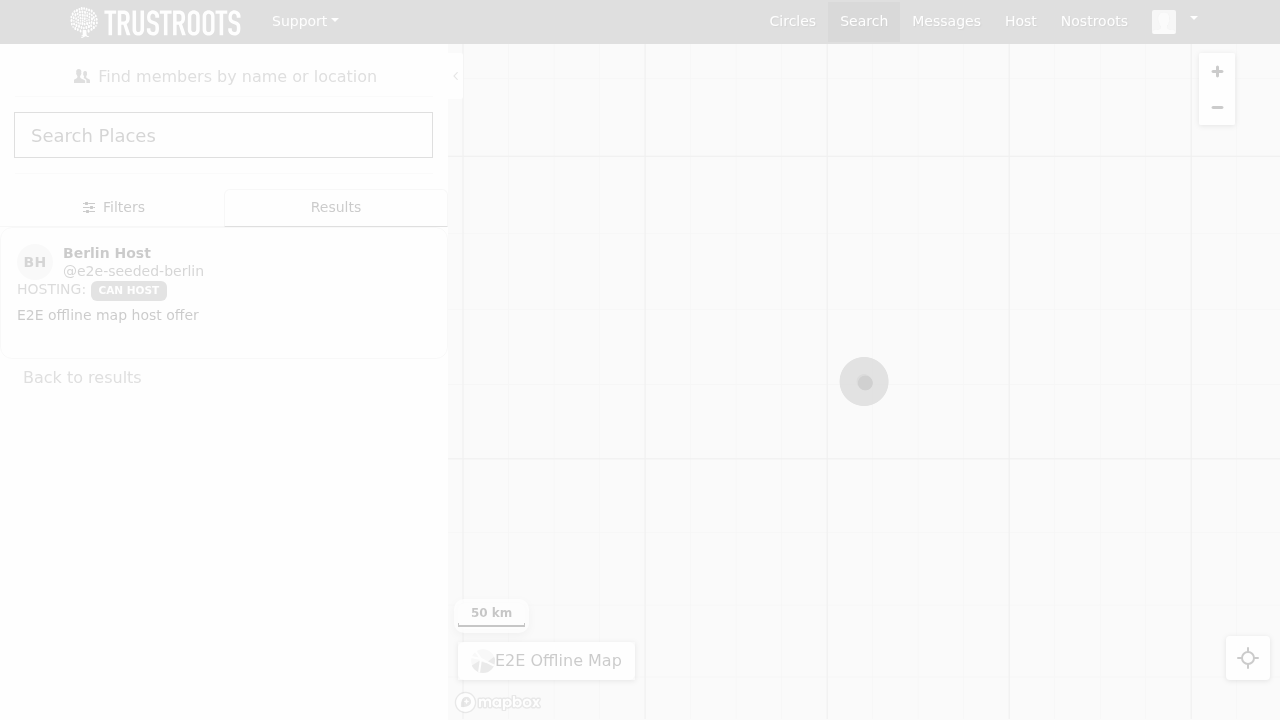 TRUSTROOTS
Support
Circles
Search
Messages
Host
Nostroots
Find members by name or location
Search Places
Filters
Results
BH
Berlin Host
@e2e-seeded-berlin
HOSTING: CAN HOST
E2E offline map host offer
Back to results
50 km
E2E Offline Map
mapbox